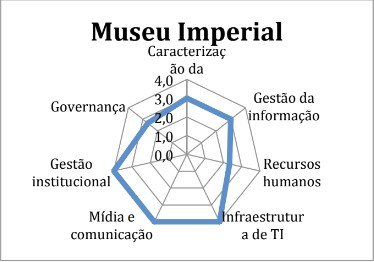 Museu Imperial
Caracterizaç
ão da
4,0
3,0
2,0
1,0
0,0
Gestão da
informação
Recursos
humanos
Infraestrutur
a de TI
Mídia e
comunicação
Gestão
institucional
Governança